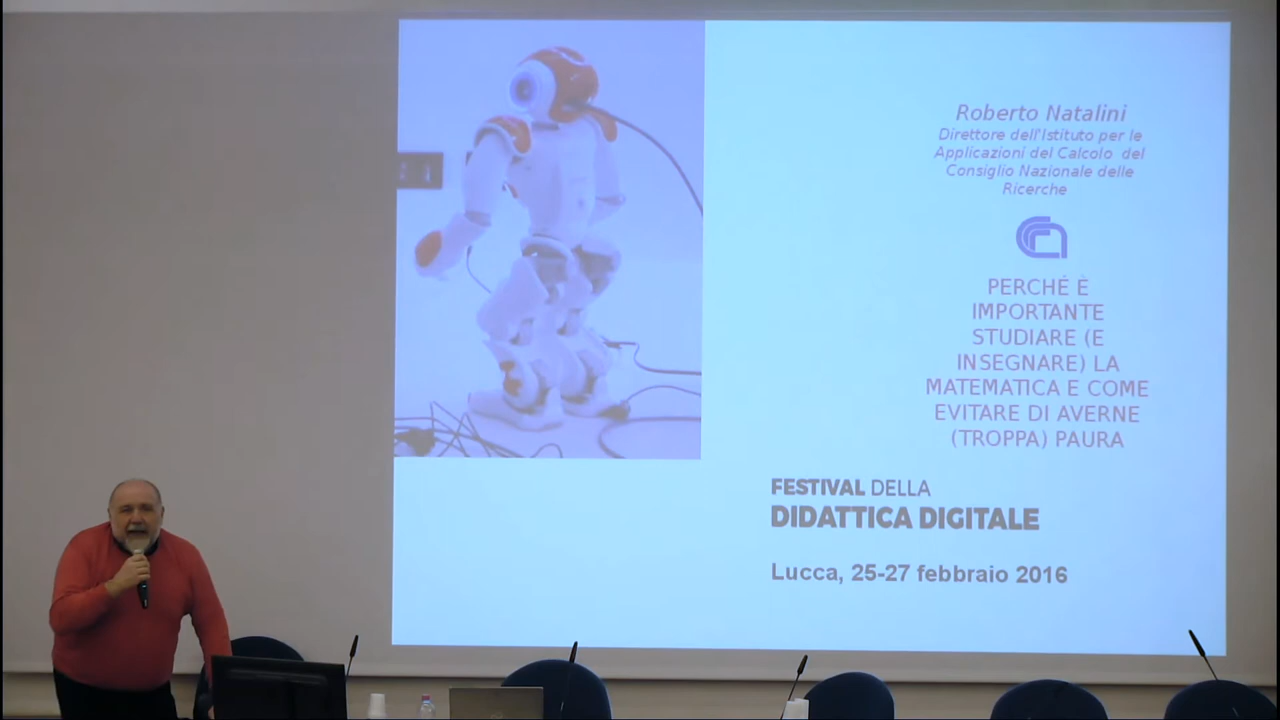 Roberto Natalini
Direttore dell'Istituto per le
Applicazioni del Calcolo del
Consiglio Nazionale delle
Ricerche
PERCHÉ È
IMPORTANTE
STUDIARE (E
INSEGNARE) LA
MATEMATICA E COME
EVITARE DI AVERNE
(TROPPA) PAURA
FESTIVAL DELLA
DIDATTICA DIGITALE
Lucca, 25-27 febbraio 2016